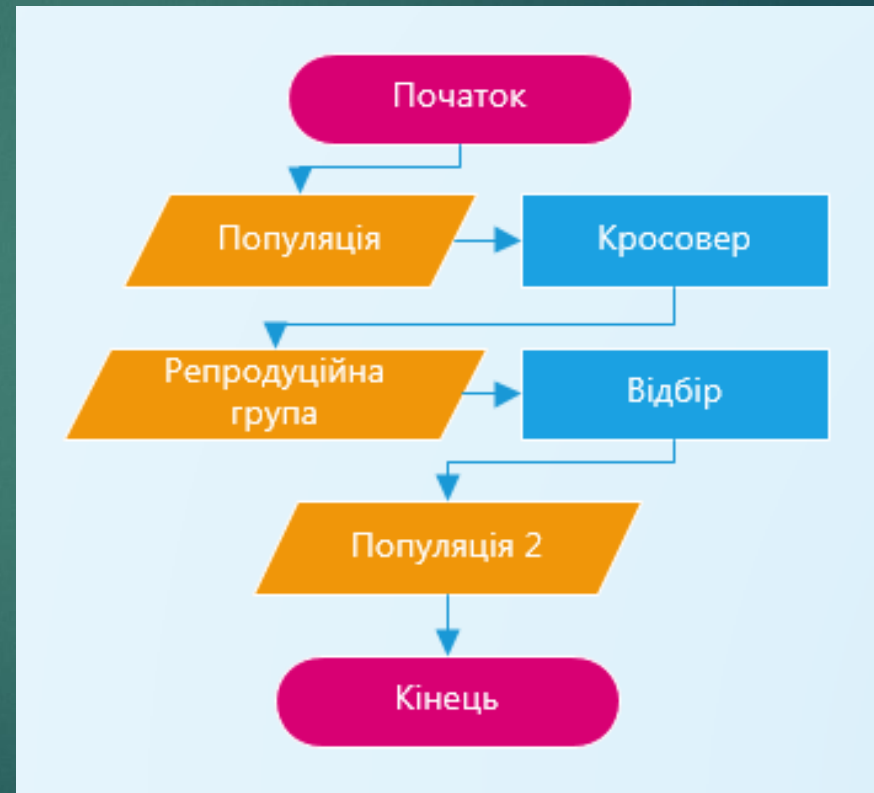 Початок
Популяція
Кросовер
Репродуційна
група
Відбір
Популяція 2
Кінець